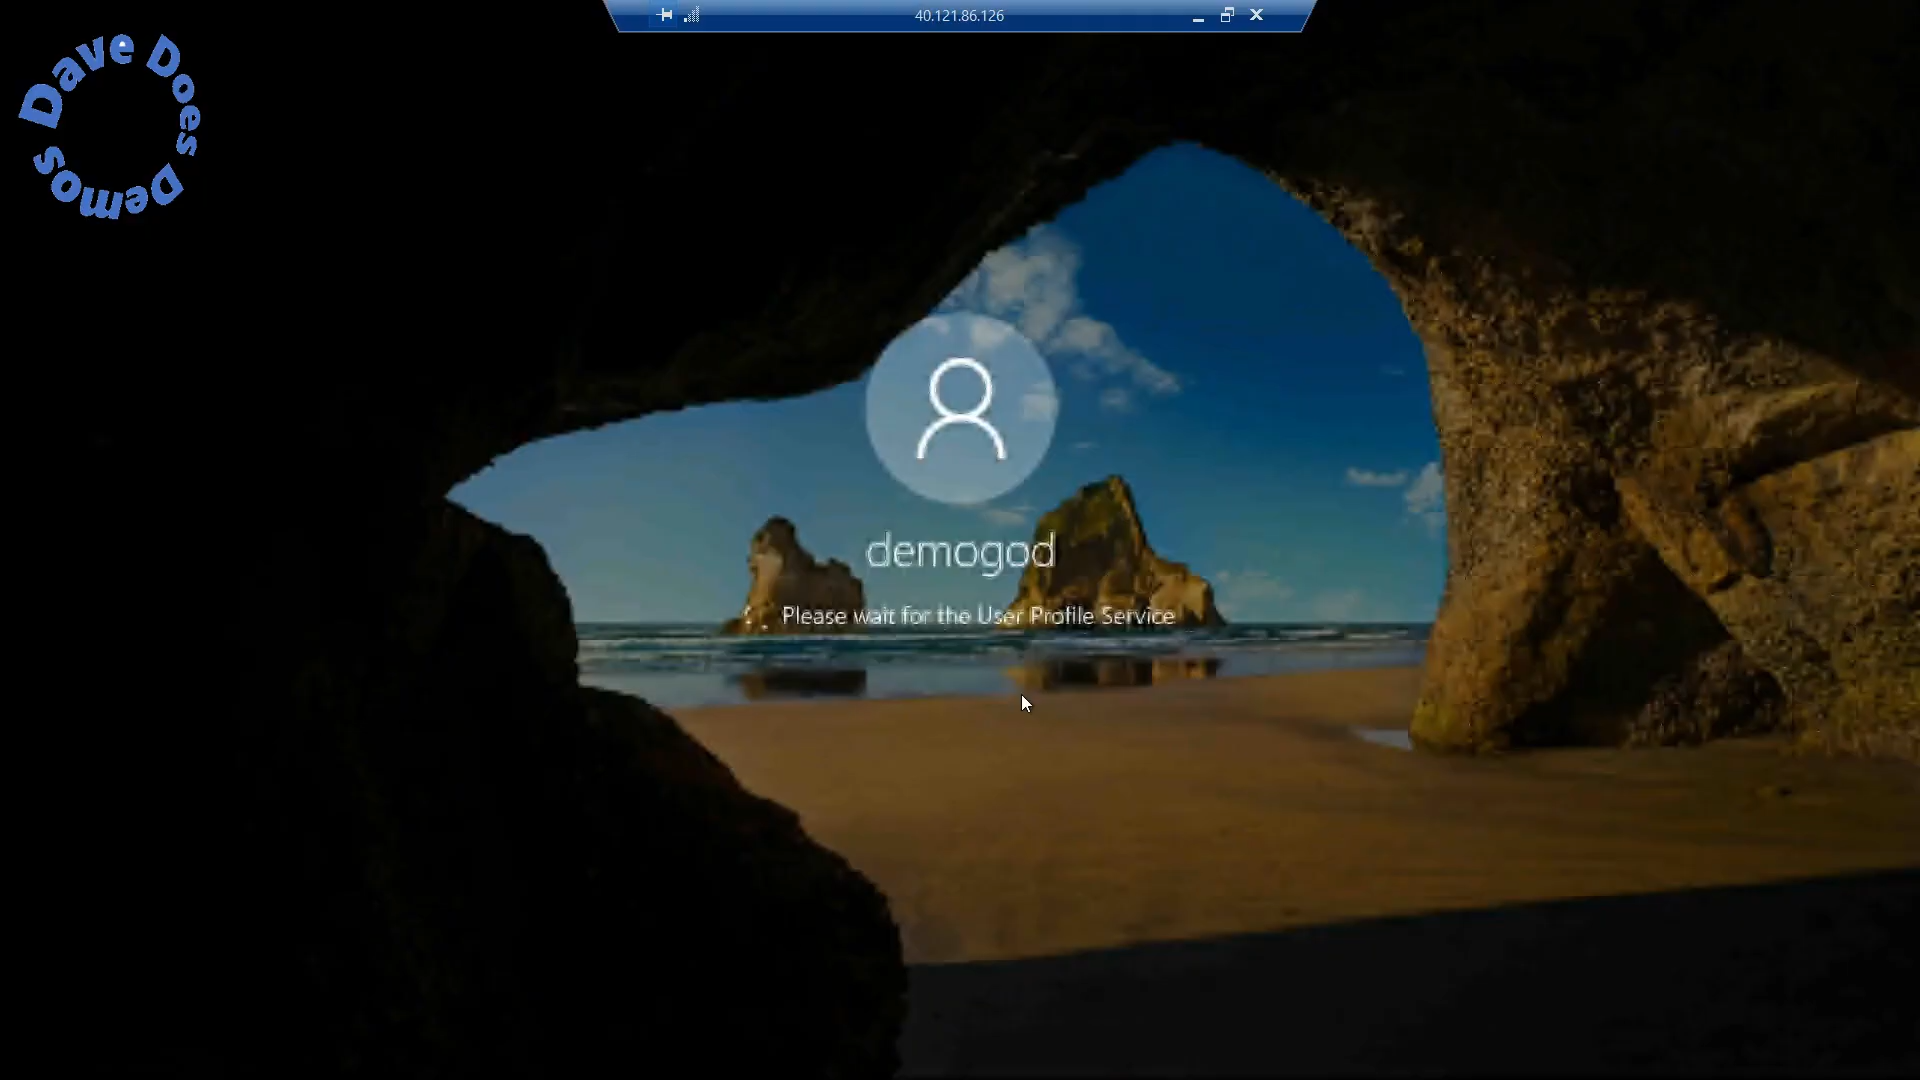 40.121.86.126
Dave Does Demos
demogod
Please wait for the User Profile Service